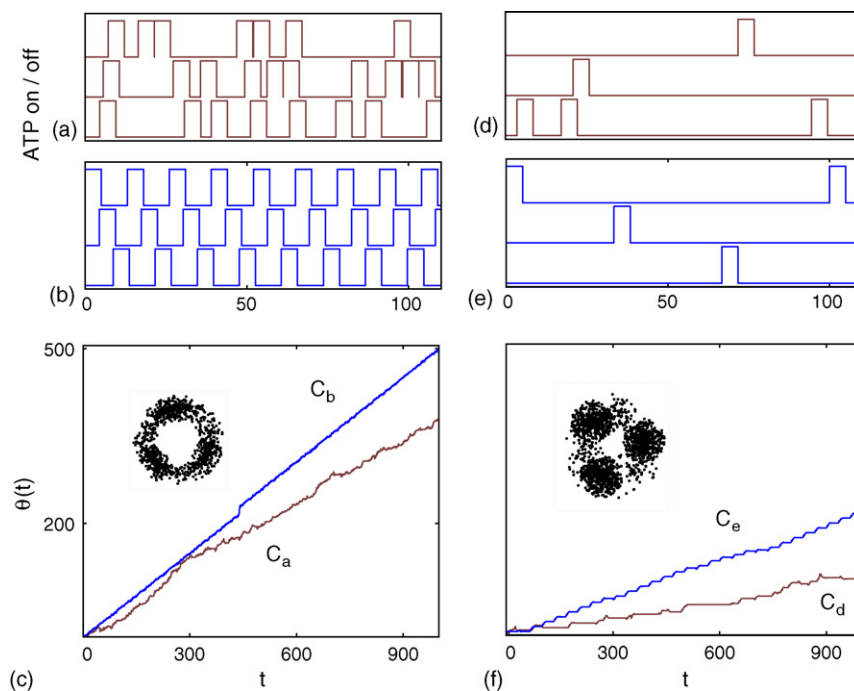 ATP on / off
(a)
(b)
0 50 100
(d)
(e)
0 50 100
500
200
θ(t)
C_b
C_a
0 300 600 900
(c)
t
C_e
C_d
0 300 600 900
(f)
t